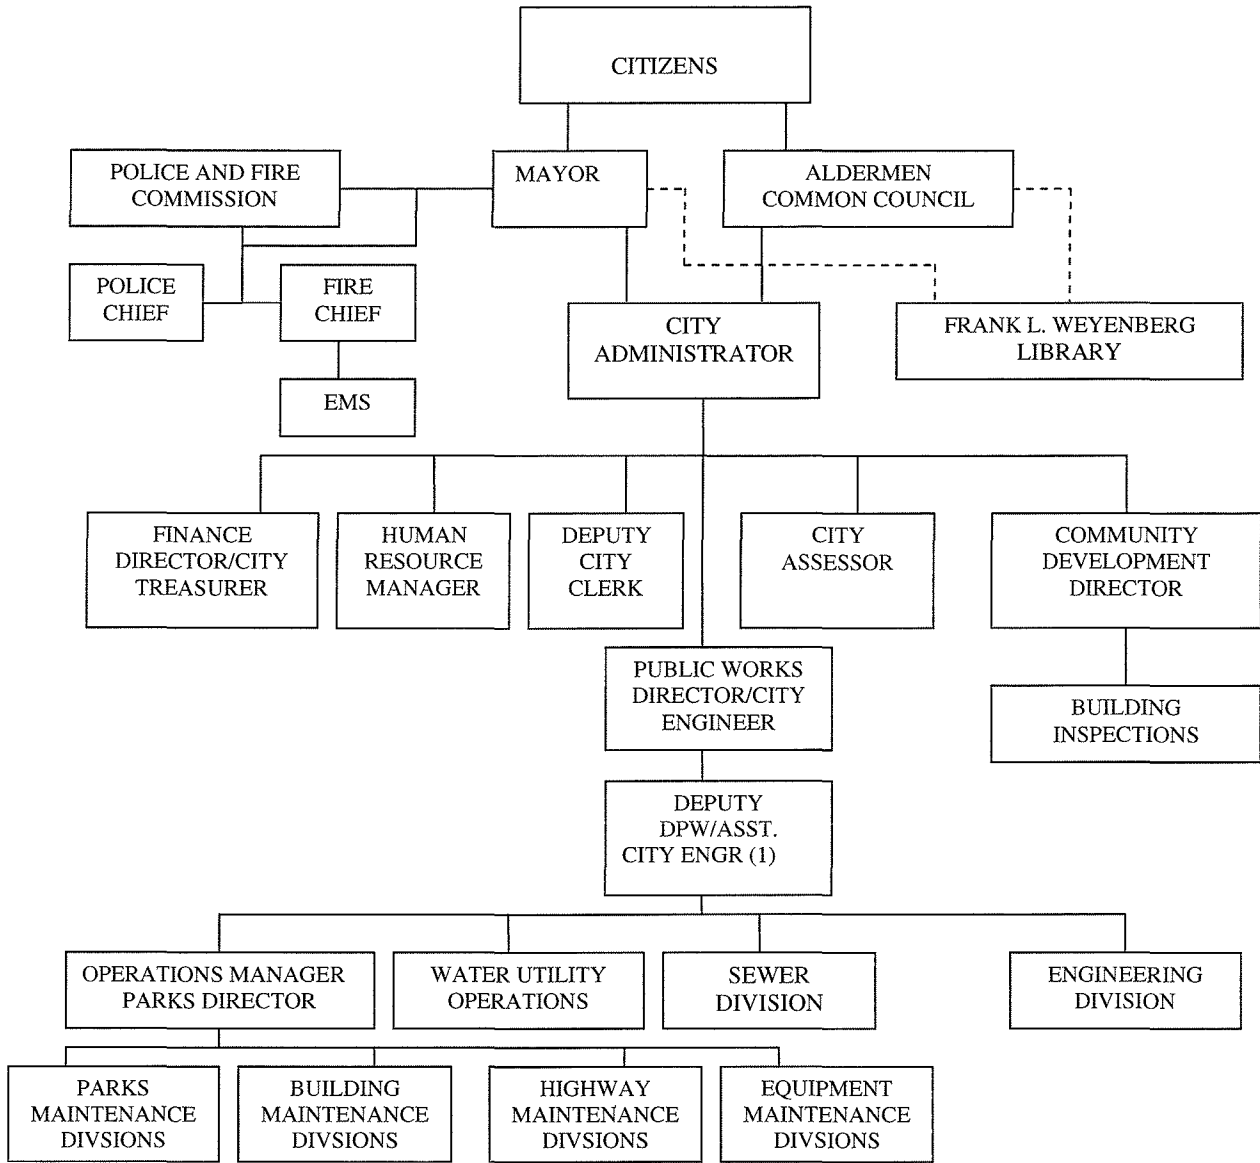 CITIZENS
POLICE AND FIRE
COMMISSION
MAYOR
ALDERMEN
COMMON COUNCIL
POLICE
CHIEF
FIRE
CHIEF
CITY
ADMINISTRATOR
FRANK L. WEYENBERG
LIBRARY
EMS
FINANCE
DIRECTOR/CITY
TREASURER
HUMAN
RESOURCE
MANAGER
DEPUTY
CITY
CLERK
CITY
ASSESSOR
COMMUNITY
DEVELOPMENT
DIRECTOR
PUBLIC WORKS
DIRECTOR/CITY
ENGINEER
BUILDING
INSPECTIONS
DEPUTY
DPW/ASST.
CITY ENGR (1)
OPERATIONS MANAGER
PARKS DIRECTOR
WATER UTILITY
OPERATIONS
SEWER
DIVISION
ENGINEERING
DIVISION
PARKS
MAINTENANCE
DIVSIONS
BUILDING
MAINTENANCE
DIVSIONS
HIGHWAY
MAINTENANCE
DIVSIONS
EQUIPMENT
MAINTENANCE
DIVSIONS